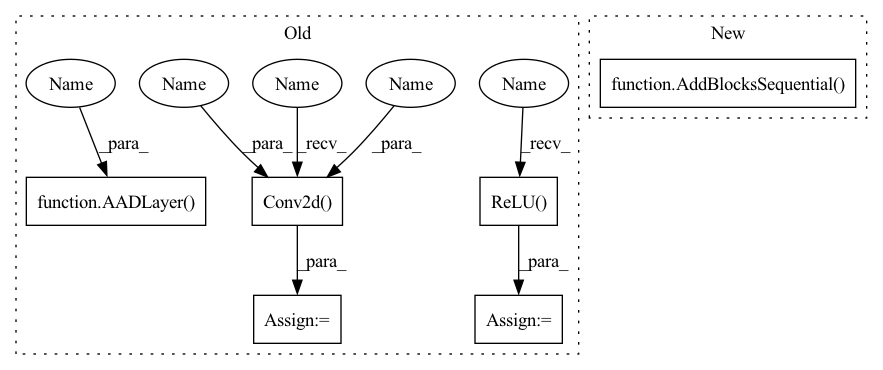 Old
New
Name
Name
Name
Name
Name
function.AddBlocksSequential()
_para_
_para_
_recv_
_para_
_recv_
function.AADLayer()
Conv2d()
ReLU()
_para_
_para_
Assign:=
Assign:=